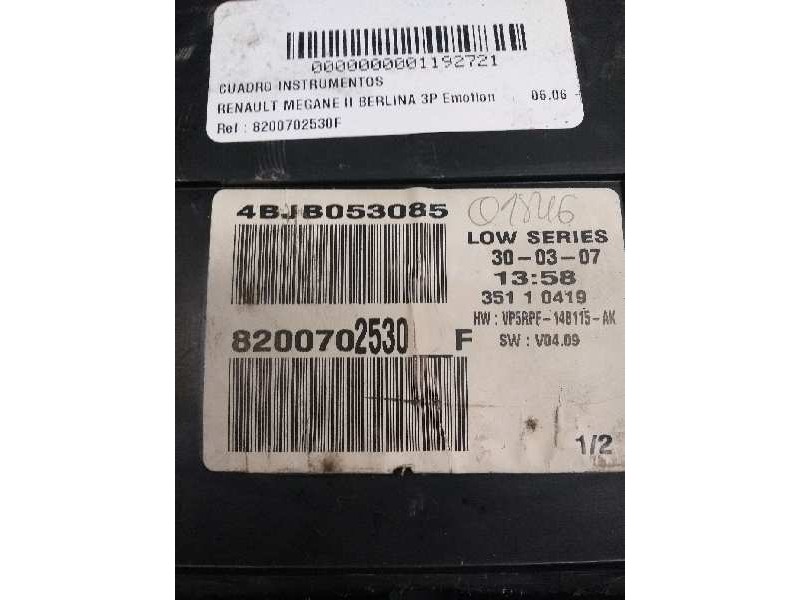 0000000001192721
CUADRO INSTRUMENTOS
RENAULT MEGANE II BERLINA 3P Emotion 06.06 -
Ref : 8200702530F
4BJB053085
LOW SERIES
30-03-07
13:58
351 1 0419
HW : VP5RPF-14B115-AK
SW : V04.09
8200702530 F
1/2